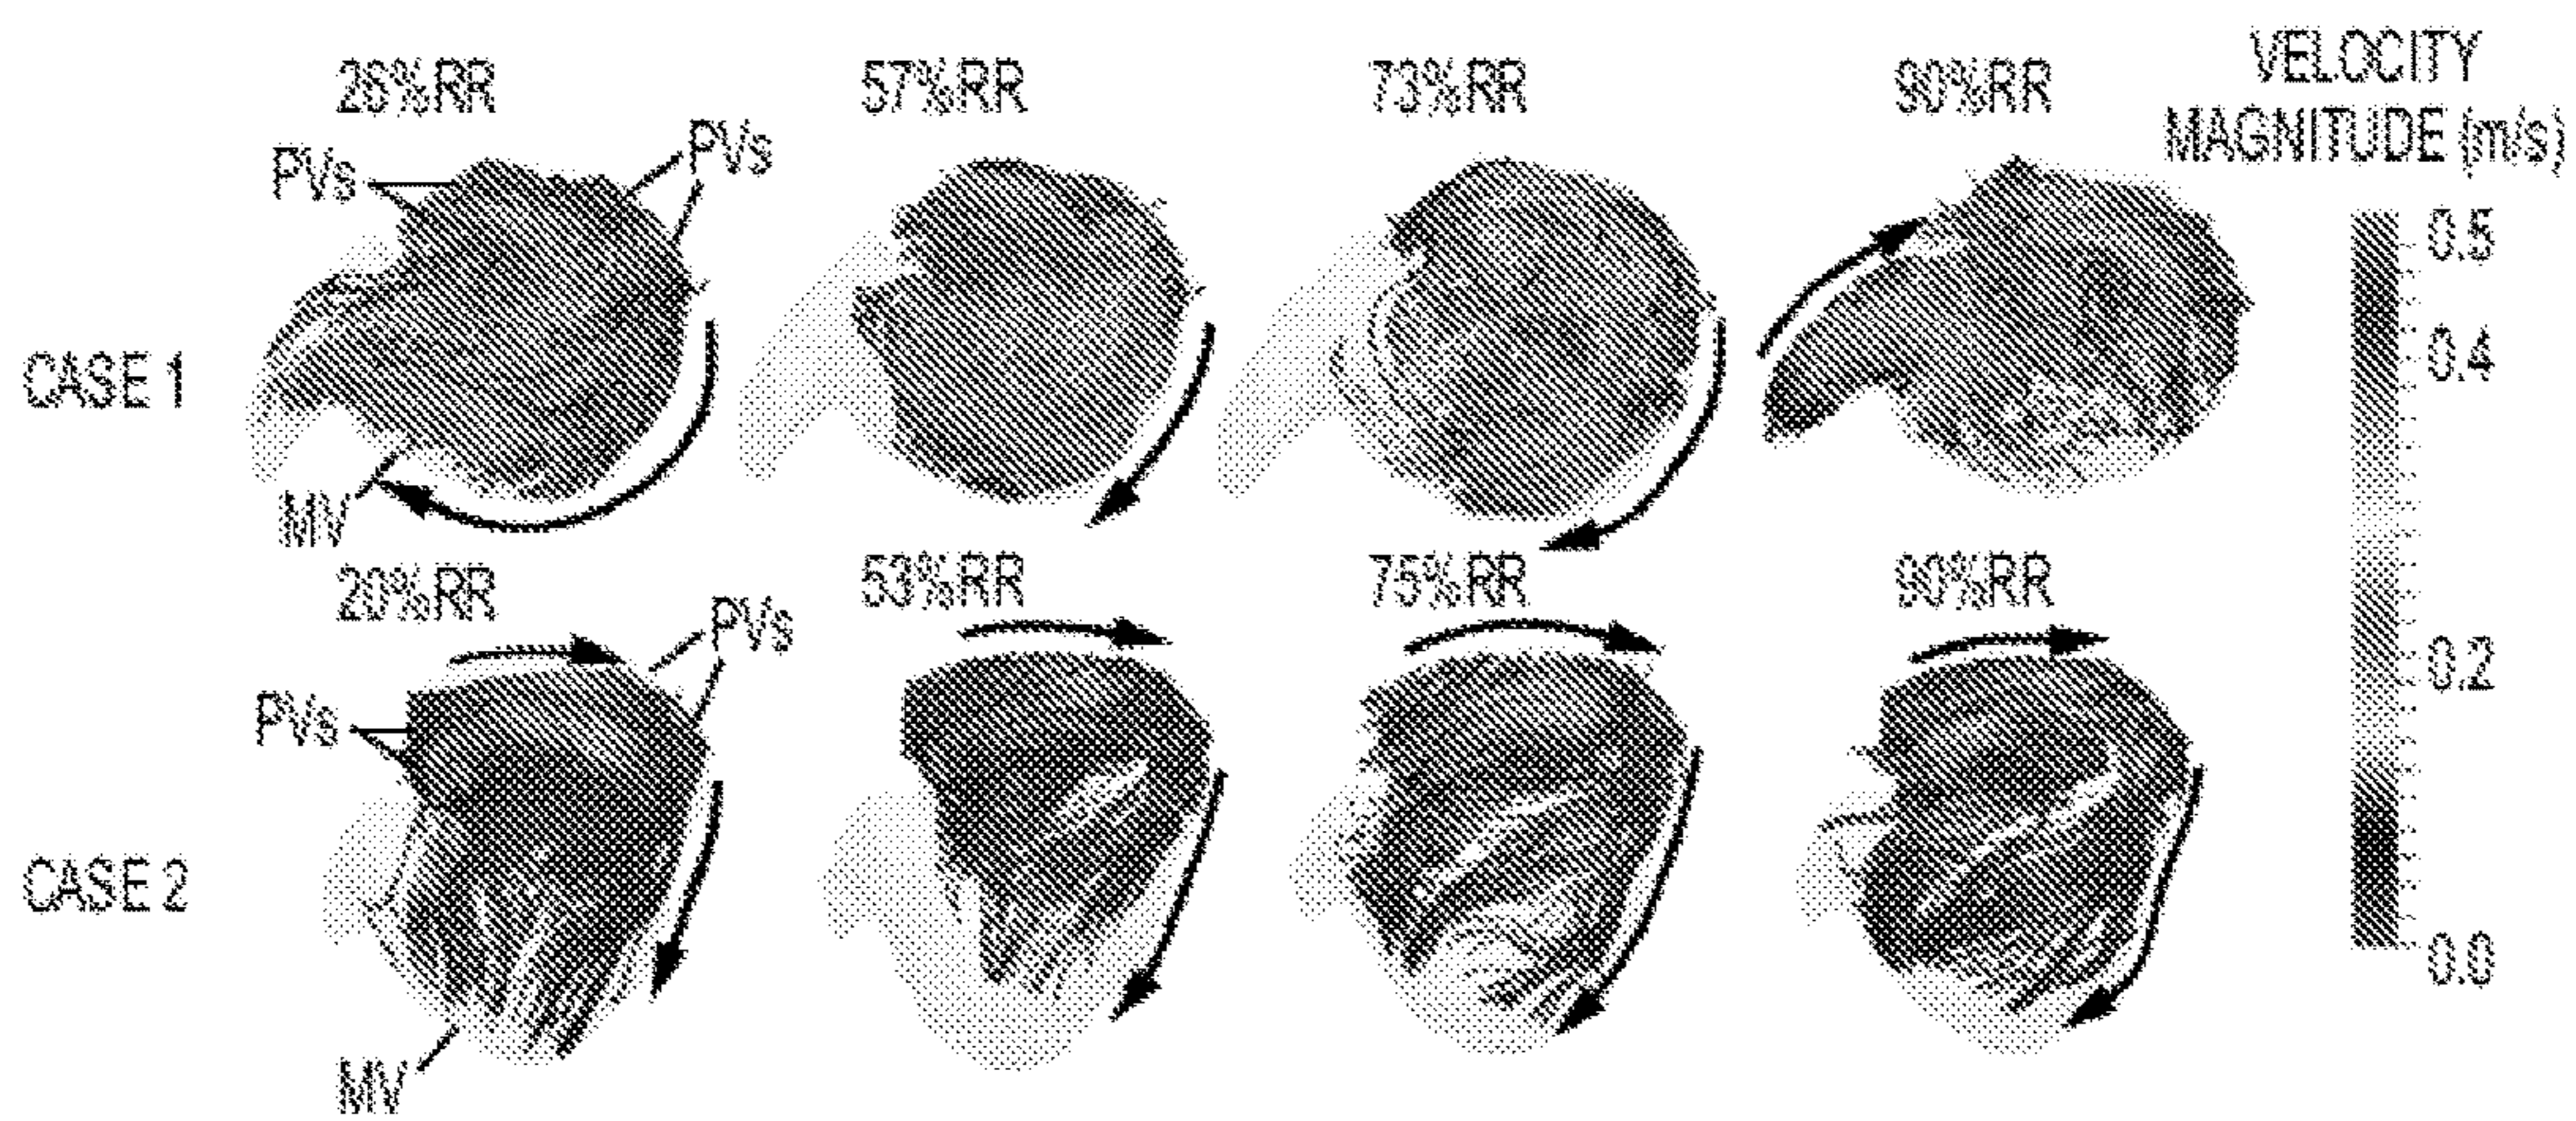 26%RR
57%RR
73%RR
90%RR
VELOCITY
MAGNITUDE (m/s)
PVs
PVs
0.5
0.4
CASE 1
MV
20%RR
53%RR
75%RR
90%RR
PVs
PVs
0.2
CASE 2
0.0
MV